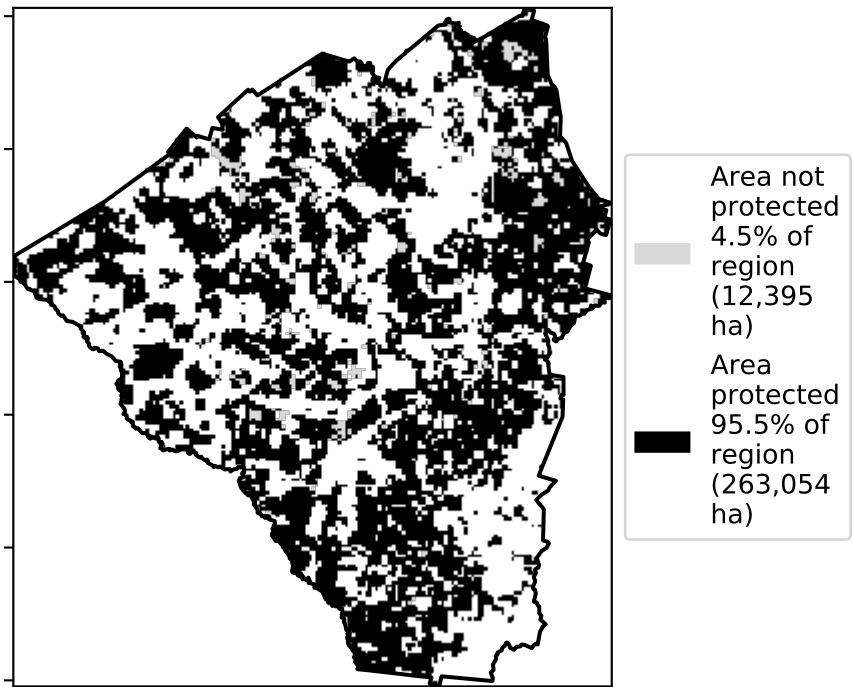 Area not
protected
4.5% of
region
(12,395
ha)
Area
protected
95.5% of
region
(263,054
ha)